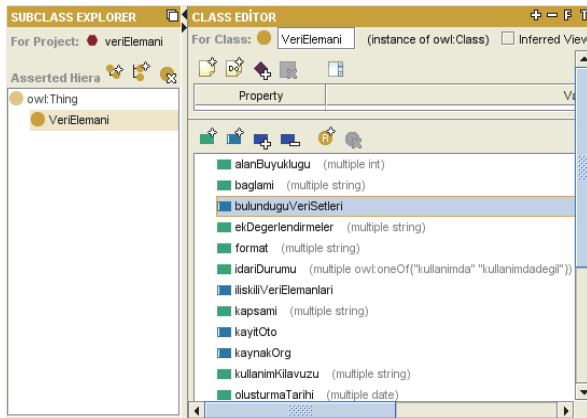 SUBCLASS EXPLORER
For Project: veriElemani
Asserted Hiera
owl:Thing
VeriElemani
CLASS EDITOR
For Class: VeriElemani (instance of owl:Class) Inferred View
Property
alanBuyuklugu (multiple int)
baglami (multiple string)
bulunduguVeriSetleri
ekDegerlendirmeler (multiple string)
format (multiple string)
idariDurumu (multiple owl:oneOf{"kullanimda" "kullanimdadegil"})
iliskiliVeriElemanlari
kapsami (multiple string)
kayitOto
kaynakOrg
kullanimKilavuzu (multiple string)
olusturmaTarihi (multiple date)